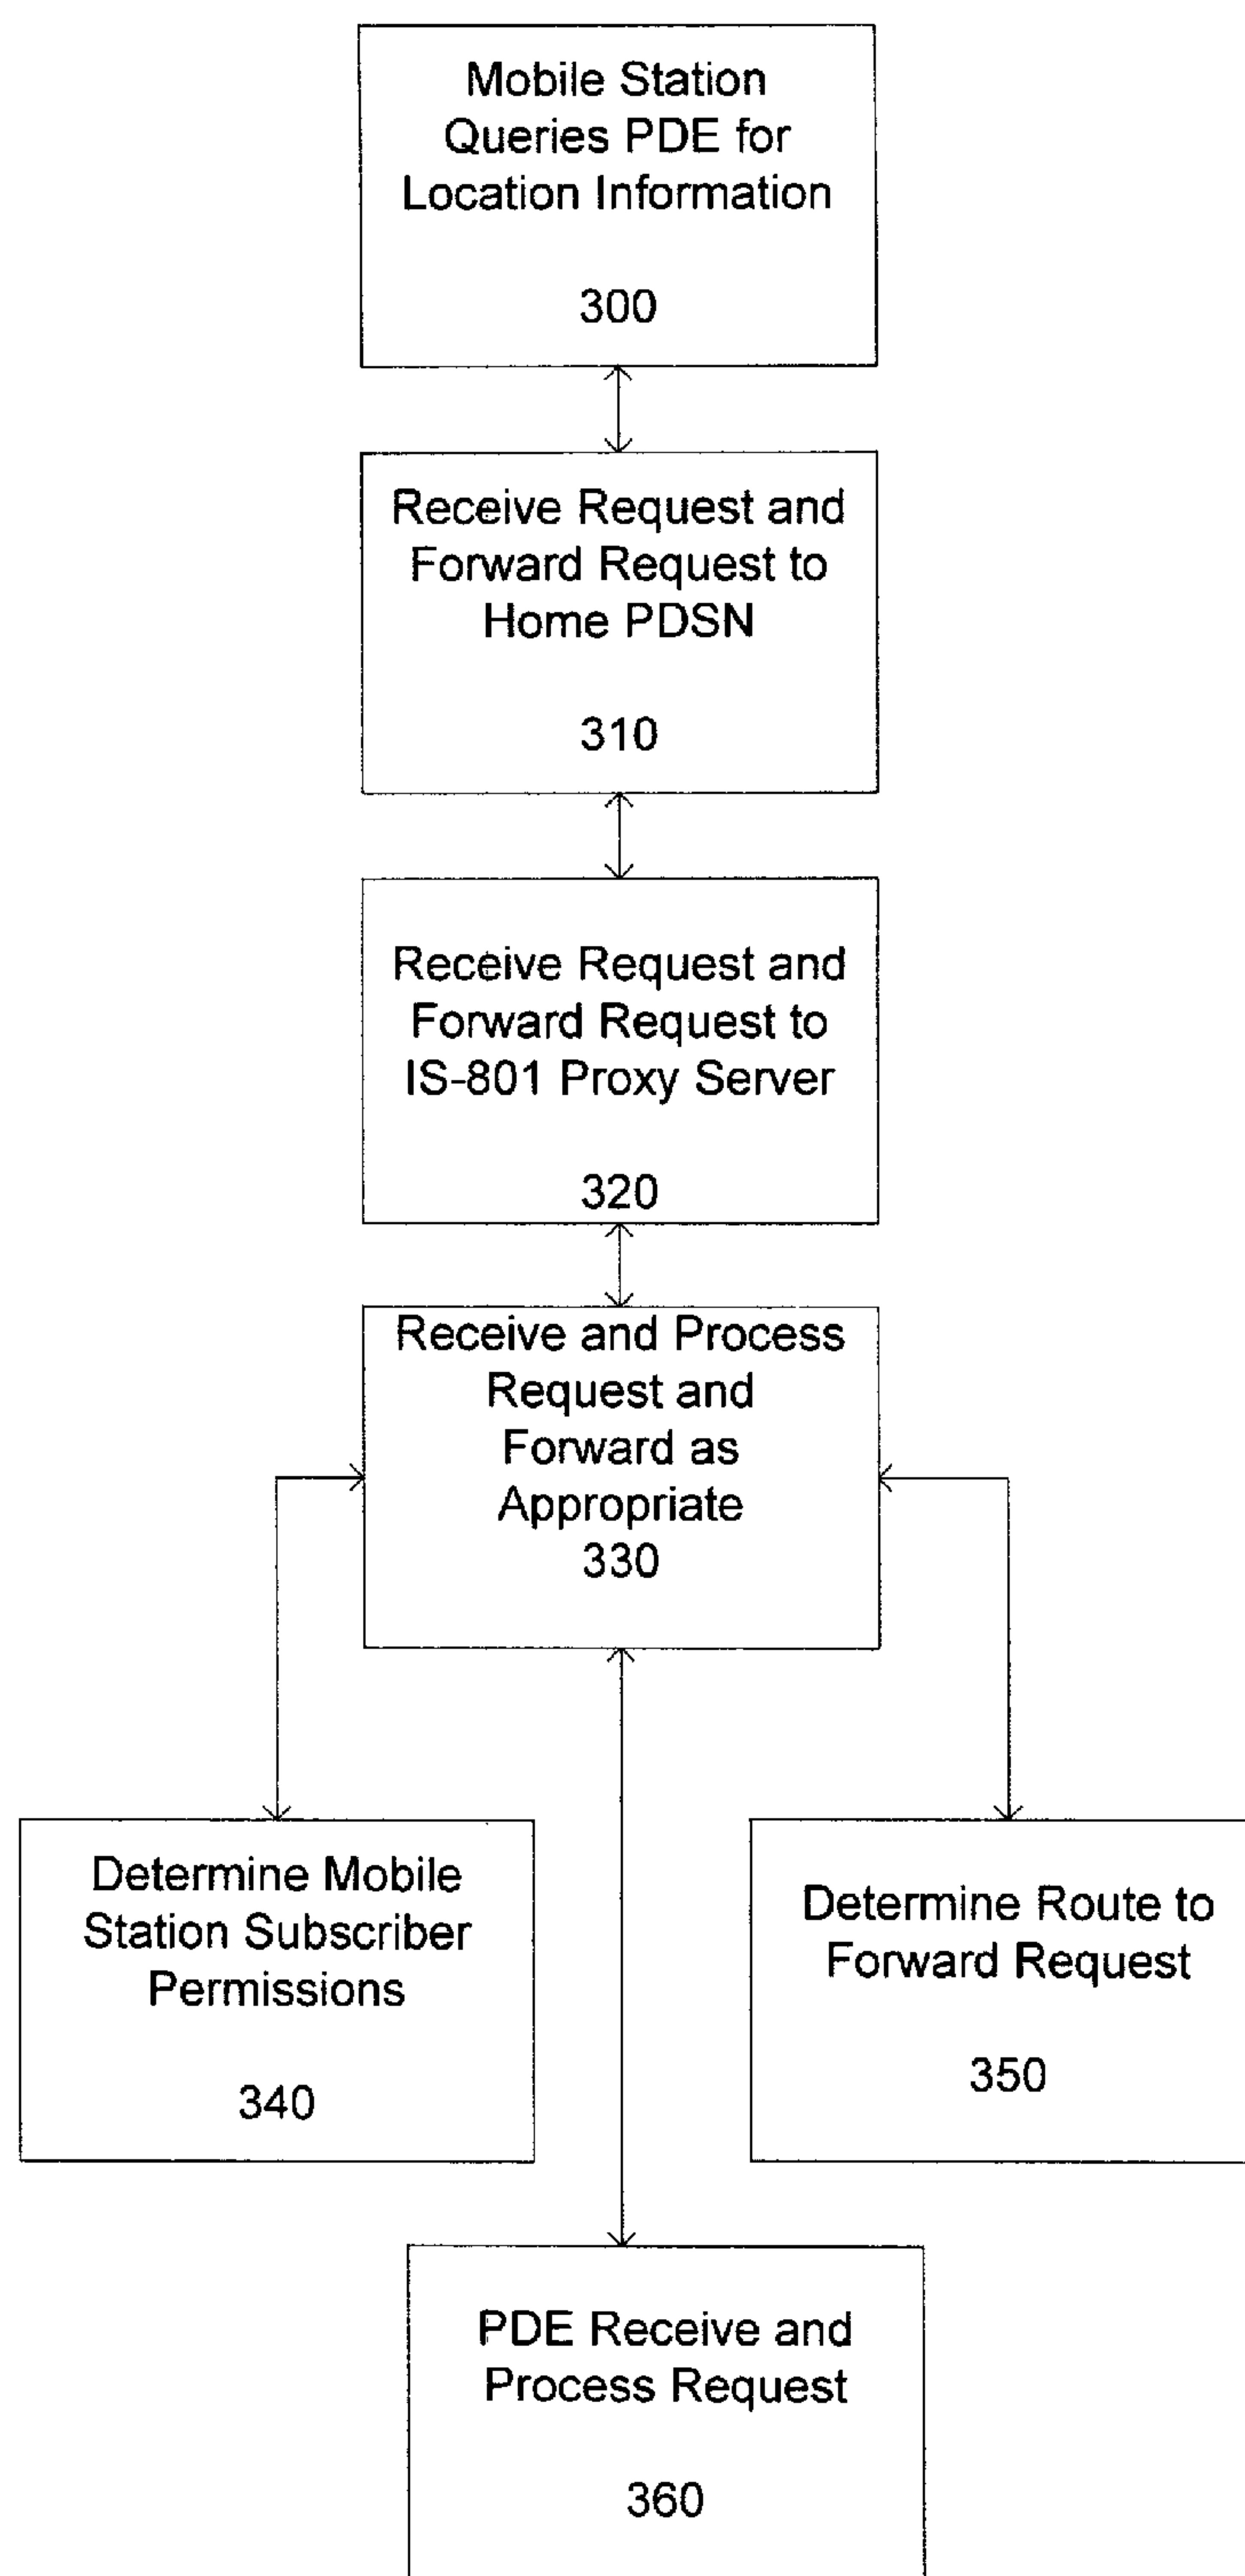 Mobile Station
Queries PDE for
Location Information
300
Receive Request and
Forward Request to
Home PDSN
310
Receive Request and
Forward Request to
IS-801 Proxy Server
320
Receive and Process
Request and
Forward as
Appropriate
330
Determine Mobile
Station Subscriber
Permissions
340
Determine Route to
Forward Request
350
PDE Receive and
Process Request
360